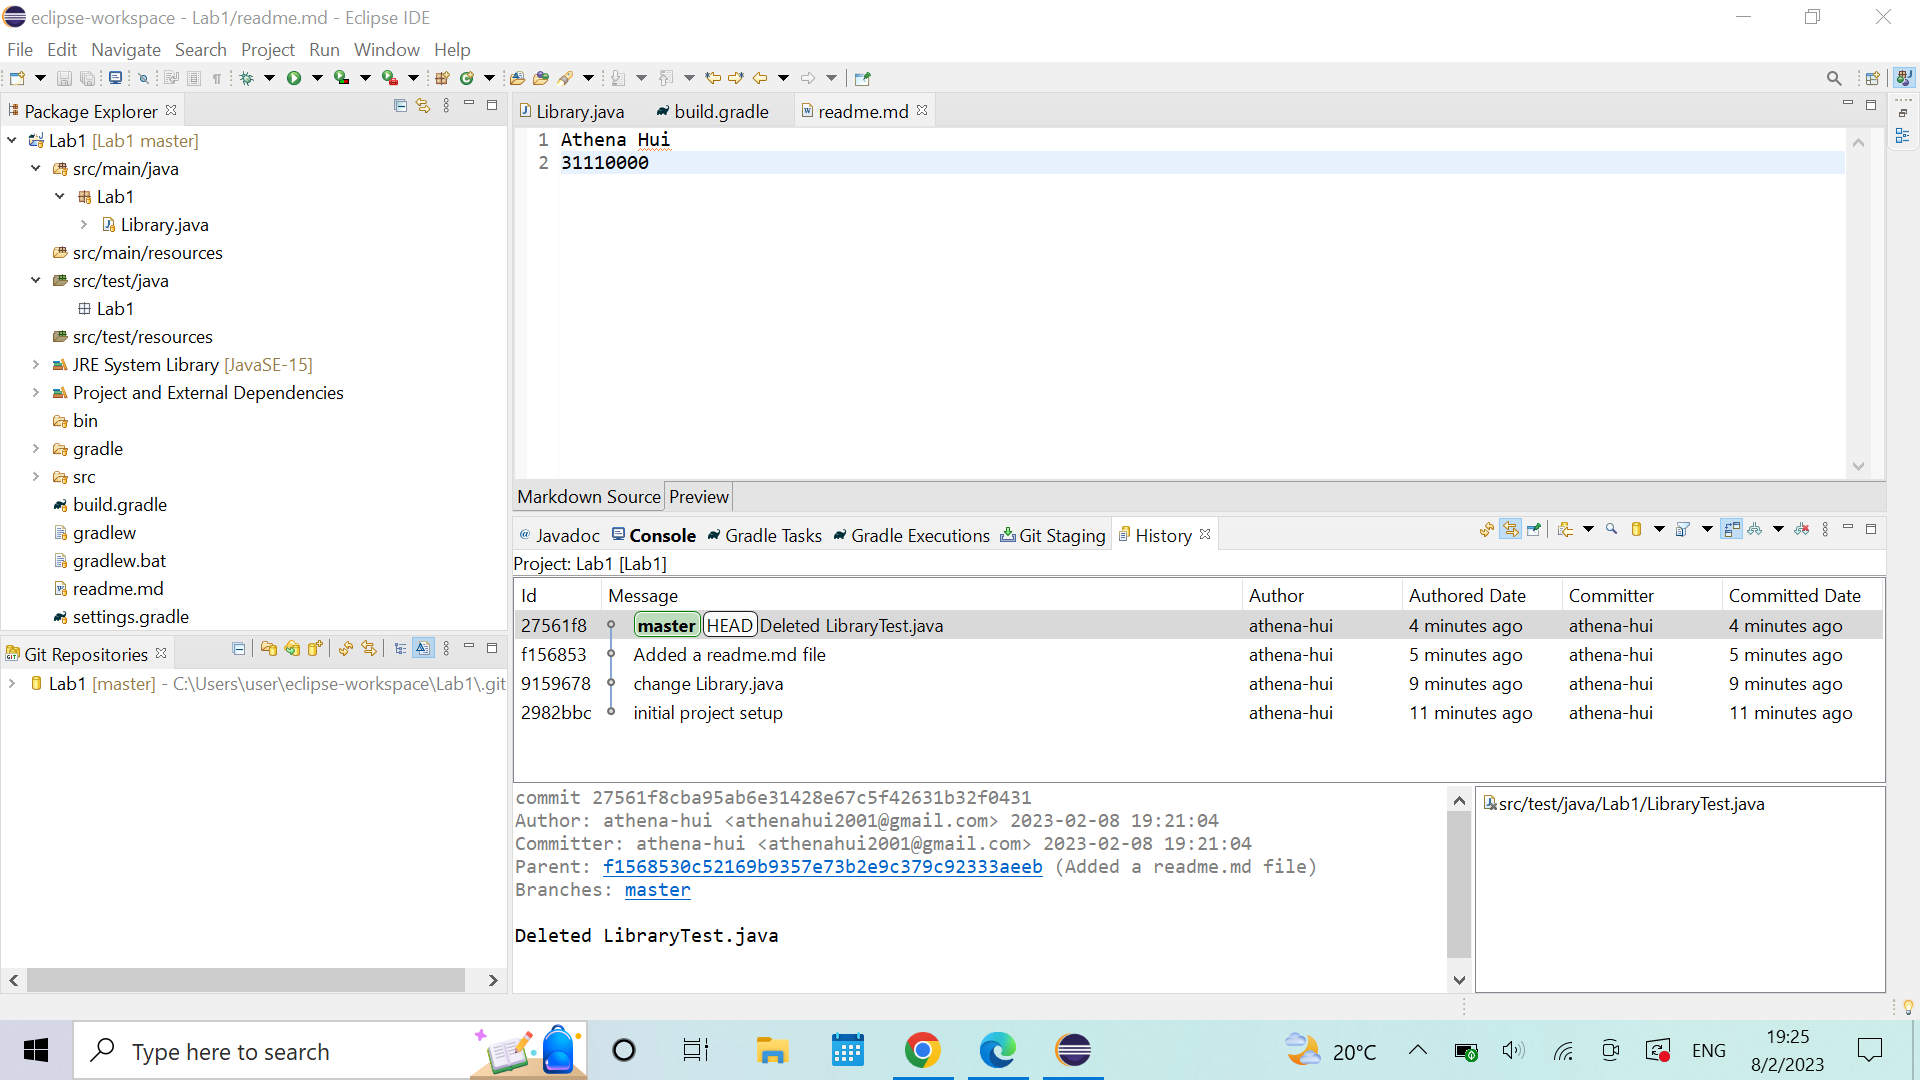 eclipse-workspace - Lab1/readme.md - Eclipse IDE
File Edit Navigate Search Project Run Window Help
Package Explorer
Lab1 [Lab1 master]
src/main/java
Lab1
Library.java
src/main/resources
src/test/java
Lab1
src/test/resources
JRE System Library [JavaSE-15]
Project and External Dependencies
bin
gradle
src
build.gradle
gradlew
gradlew.bat
readme.md
settings.gradle
Git Repositories
Lab1 [master] - C:\Users\user\eclipse-workspace\Lab1\.git
Library.java build.gradle readme.md
1 Athena Hui
2 31110000
Markdown Source Preview
@ Javadoc Console Gradle Tasks Gradle Executions Git Staging History
Project: Lab1 [Lab1]
Id Message Author Authored Date Committer Committed Date
27561f8 master HEAD Deleted LibraryTest.java athena-hui 4 minutes ago athena-hui 4 minutes ago
f156853 Added a readme.md file athena-hui 5 minutes ago athena-hui 5 minutes ago
9159678 change Library.java athena-hui 9 minutes ago athena-hui 9 minutes ago
2982bbc initial project setup athena-hui 11 minutes ago athena-hui 11 minutes ago
commit 27561f8cba95ab6e31428e67c5f42631b32f0431
Author: athena-hui <athenahui2001@gmail.com> 2023-02-08 19:21:04
Committer: athena-hui <athenahui2001@gmail.com> 2023-02-08 19:21:04
Parent: f1568530c52169b9357e73b2e9c379c92333aeeb (Added a readme.md file)
Branches: master
Deleted LibraryTest.java
src/test/java/Lab1/LibraryTest.java
Type here to search
20°C
ENG
19:25
8/2/2023